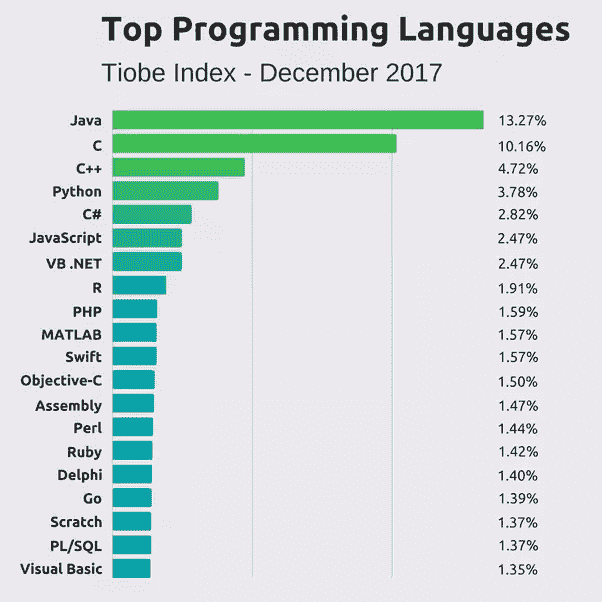 Top Programming Languages
Tiobe Index - December 2017
Java 13.27%
C 10.16%
C++ 4.72%
Python 3.78%
C# 2.82%
JavaScript 2.47%
VB .NET 2.47%
R 1.91%
PHP 1.59%
MATLAB 1.57%
Swift 1.57%
Objective-C 1.50%
Assembly 1.47%
Perl 1.44%
Ruby 1.42%
Delphi 1.40%
Go 1.39%
Scratch 1.37%
PL/SQL 1.37%
Visual Basic 1.35%